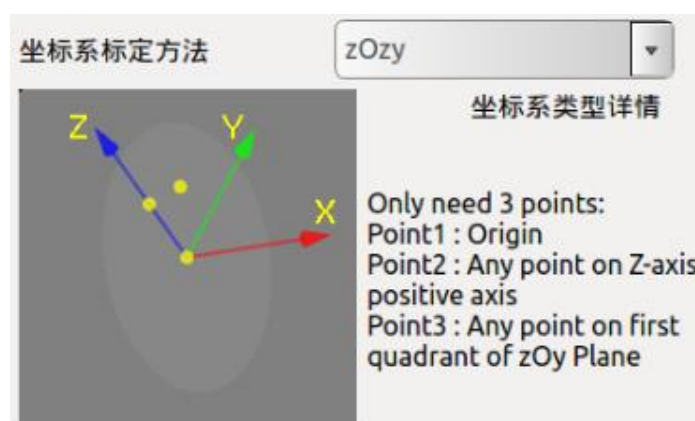 坐标系标定方法
zOzy
坐标系类型详情
Z
Y
X
Only need 3 points:
Point1 : Origin
Point2 : Any point on Z-axis
positive axis
Point3 : Any point on first
quadrant of zOy Plane